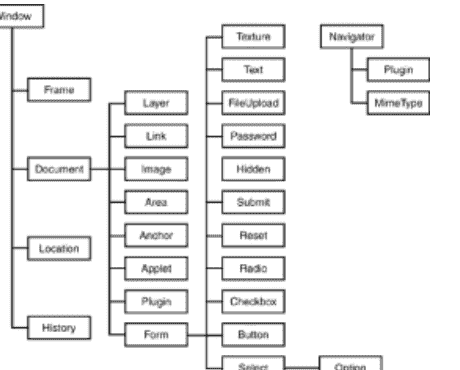 Window
Frame
Document
Location
History
Layer
Link
Image
Area
Anchor
Applet
Plugin
Form
Texture
Text
FileUpload
Password
Hidden
Submit
Reset
Radio
Checkbox
Button
Select
Option
Navigator
Plugin
MimeType